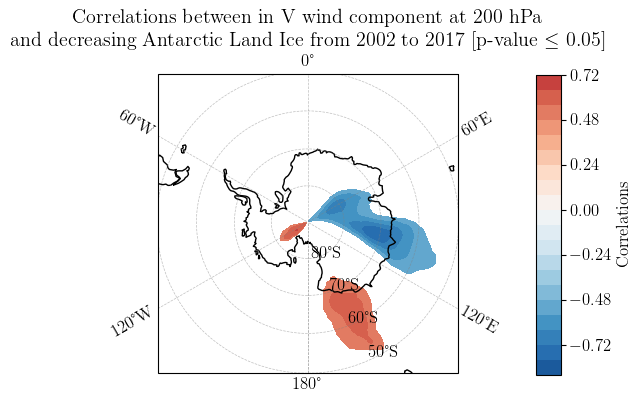 Correlations between in V wind component at 200 hPa
and decreasing Antarctic Land Ice from 2002 to 2017 [p-value ≤ 0.05]
0°
60°W
60°E
120°W
120°E
180°
80°S
70°S
60°S
50°S
0.72
0.48
0.24
0.00
−0.24
−0.48
−0.72
Correlations